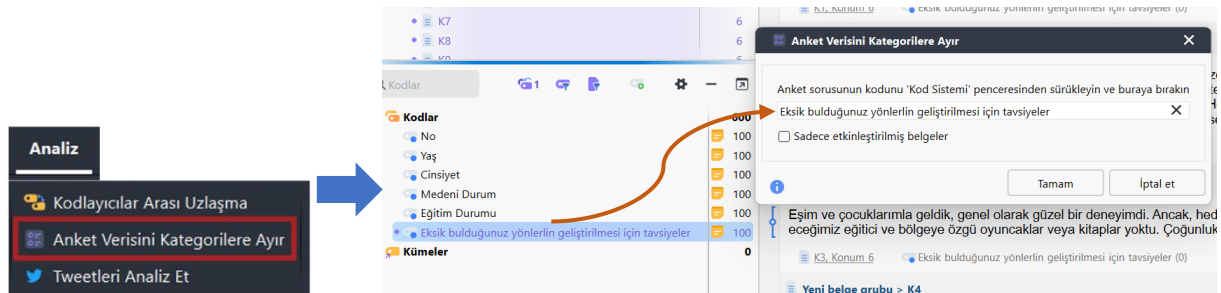 Analiz
Kodlayıcılar Arası Uzlaşma
Anket Verisini Kategorilere Ayır
Tweetleri Analiz Et
K7 6
K8 6
Kodlar
1
Kodlar 600
No 100
Yaş 100
Cinsiyet 100
Medeni Durum 100
Eğitim Durumu 100
Eksik bulduğunuz yönlerlin geliştirilmesi için tavsiyeler 100
Kümeler 0
K1, Konum 6 Eksik bulduğunuz yönlerlin geliştirilmesi için tavsiyeler (0)
Anket Verisini Kategorilere Ayır
Anket sorusunun kodunu 'Kod Sistemi' penceresinden sürükleyin ve buraya bırakın
Eksik bulduğunuz yönlerlin geliştirilmesi için tavsiyeler
Sadece etkinleştirilmiş belgeler
Tamam İptal et
Eşim ve çocuklarımla geldik, genel olarak güzel bir deneyimdi. Ancak, hed
eceğimiz eğitici ve bölgeye özgü oyuncaklar veya kitaplar yoktu. Çoğunluk
K3, Konum 6 Eksik bulduğunuz yönlerlin geliştirilmesi için tavsiyeler (0)
Yeni belge grubu > K4